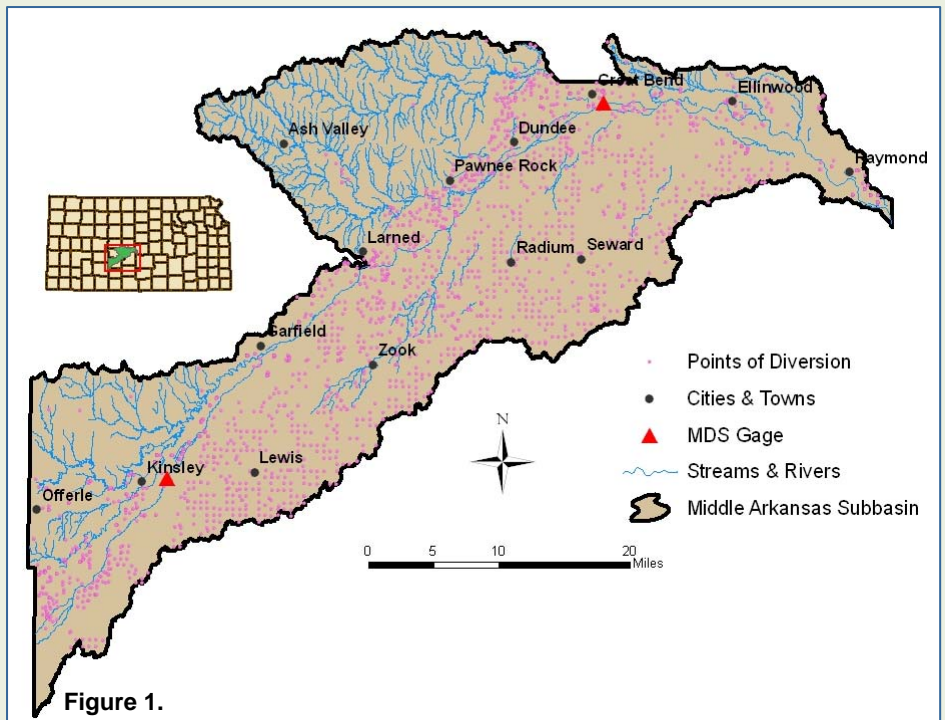 Great Bend
Ellinwood
Ash Valley
Dundee
Pawnee Rock
Raymond
Larned
Radium
Seward
Garfield
Zook
Points of Diversion
Cities & Towns
N
MDS Gage
Lewis
Kinsley
Streams & Rivers
Offerle
Middle Arkansas Subbasin
0 5 10 20
Miles
Figure 1.